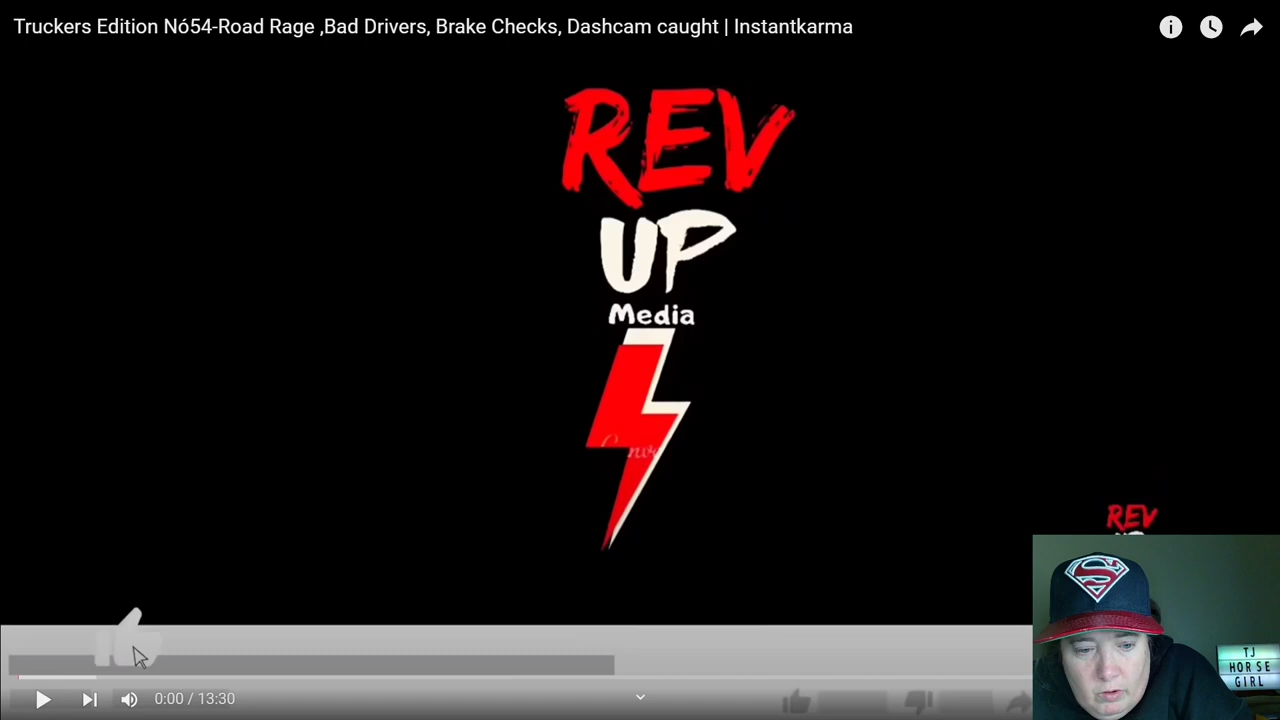 Truckers Edition Nó54-Road Rage ,Bad Drivers, Brake Checks, Dashcam caught | Instantkarma
REV
UP
Media
REV
0:00 / 13:30
TJ
HORSE
GIRL